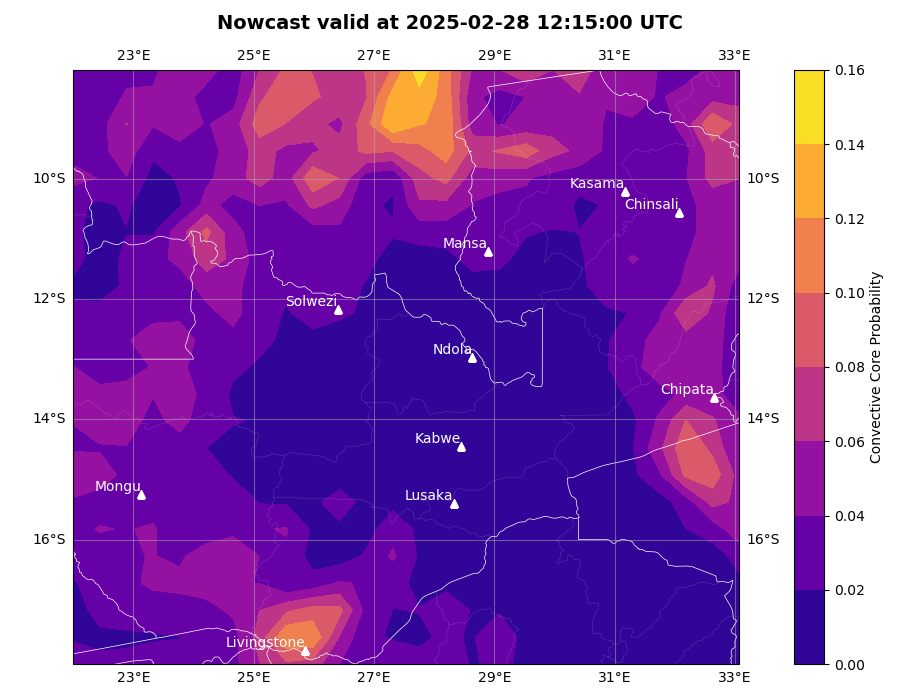 Nowcast valid at 2025-02-28 12:15:00 UTC
23°E 25°E 27°E 29°E 31°E 33°E
0.16
0.14
0.12
0.10
0.08
0.06
0.04
0.02
0.00
Convective Core Probability
10°S 10°S
12°S 12°S
14°S 14°S
16°S 16°S
Kasama
Chinsali
Mansa
Solwezi
Ndola
Chipata
Kabwe
Mongu
Lusaka
Livingstone
23°E 25°E 27°E 29°E 31°E 33°E